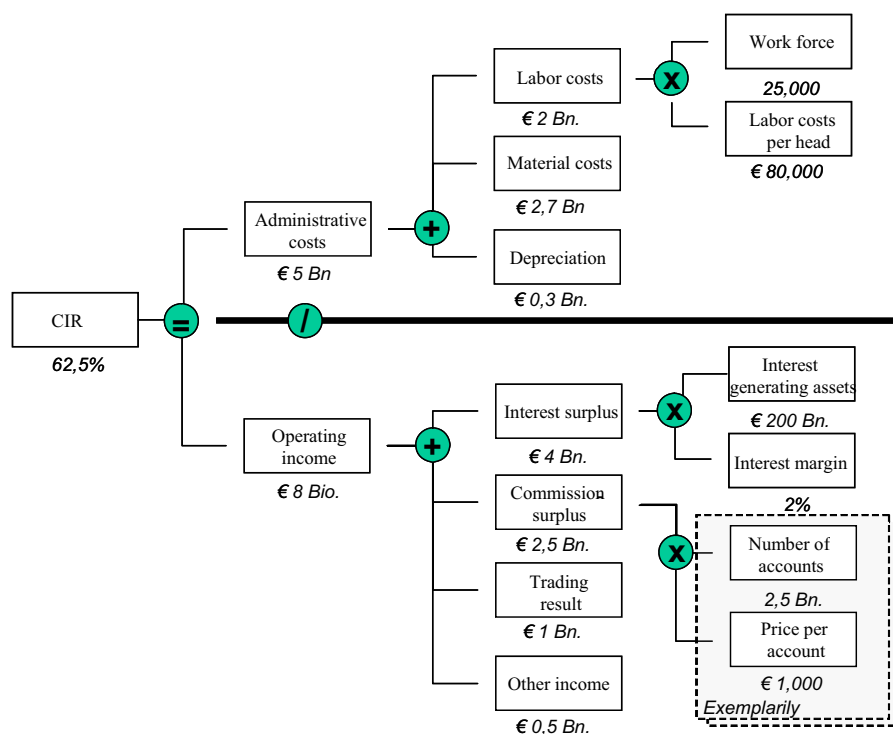 Work force
25,000
Labor costs
€ 2 Bn.
x
Labor costs
per head
€ 80,000
Material costs
€ 2,7 Bn
Administrative
costs
€ 5 Bn
+
Depreciation
€ 0,3 Bn.
CIR
62,5%
=
/
Interest
generating assets
€ 200 Bn.
Interest surplus
€ 4 Bn.
x
Interest margin
2%
Operating
income
€ 8 Bio.
+
Commission
surplus
€ 2,5 Bn.
x
Number of
accounts
2,5 Bn.
Trading
result
€ 1 Bn.
Price per
account
€ 1,000
Exemplarily
Other income
€ 0,5 Bn.